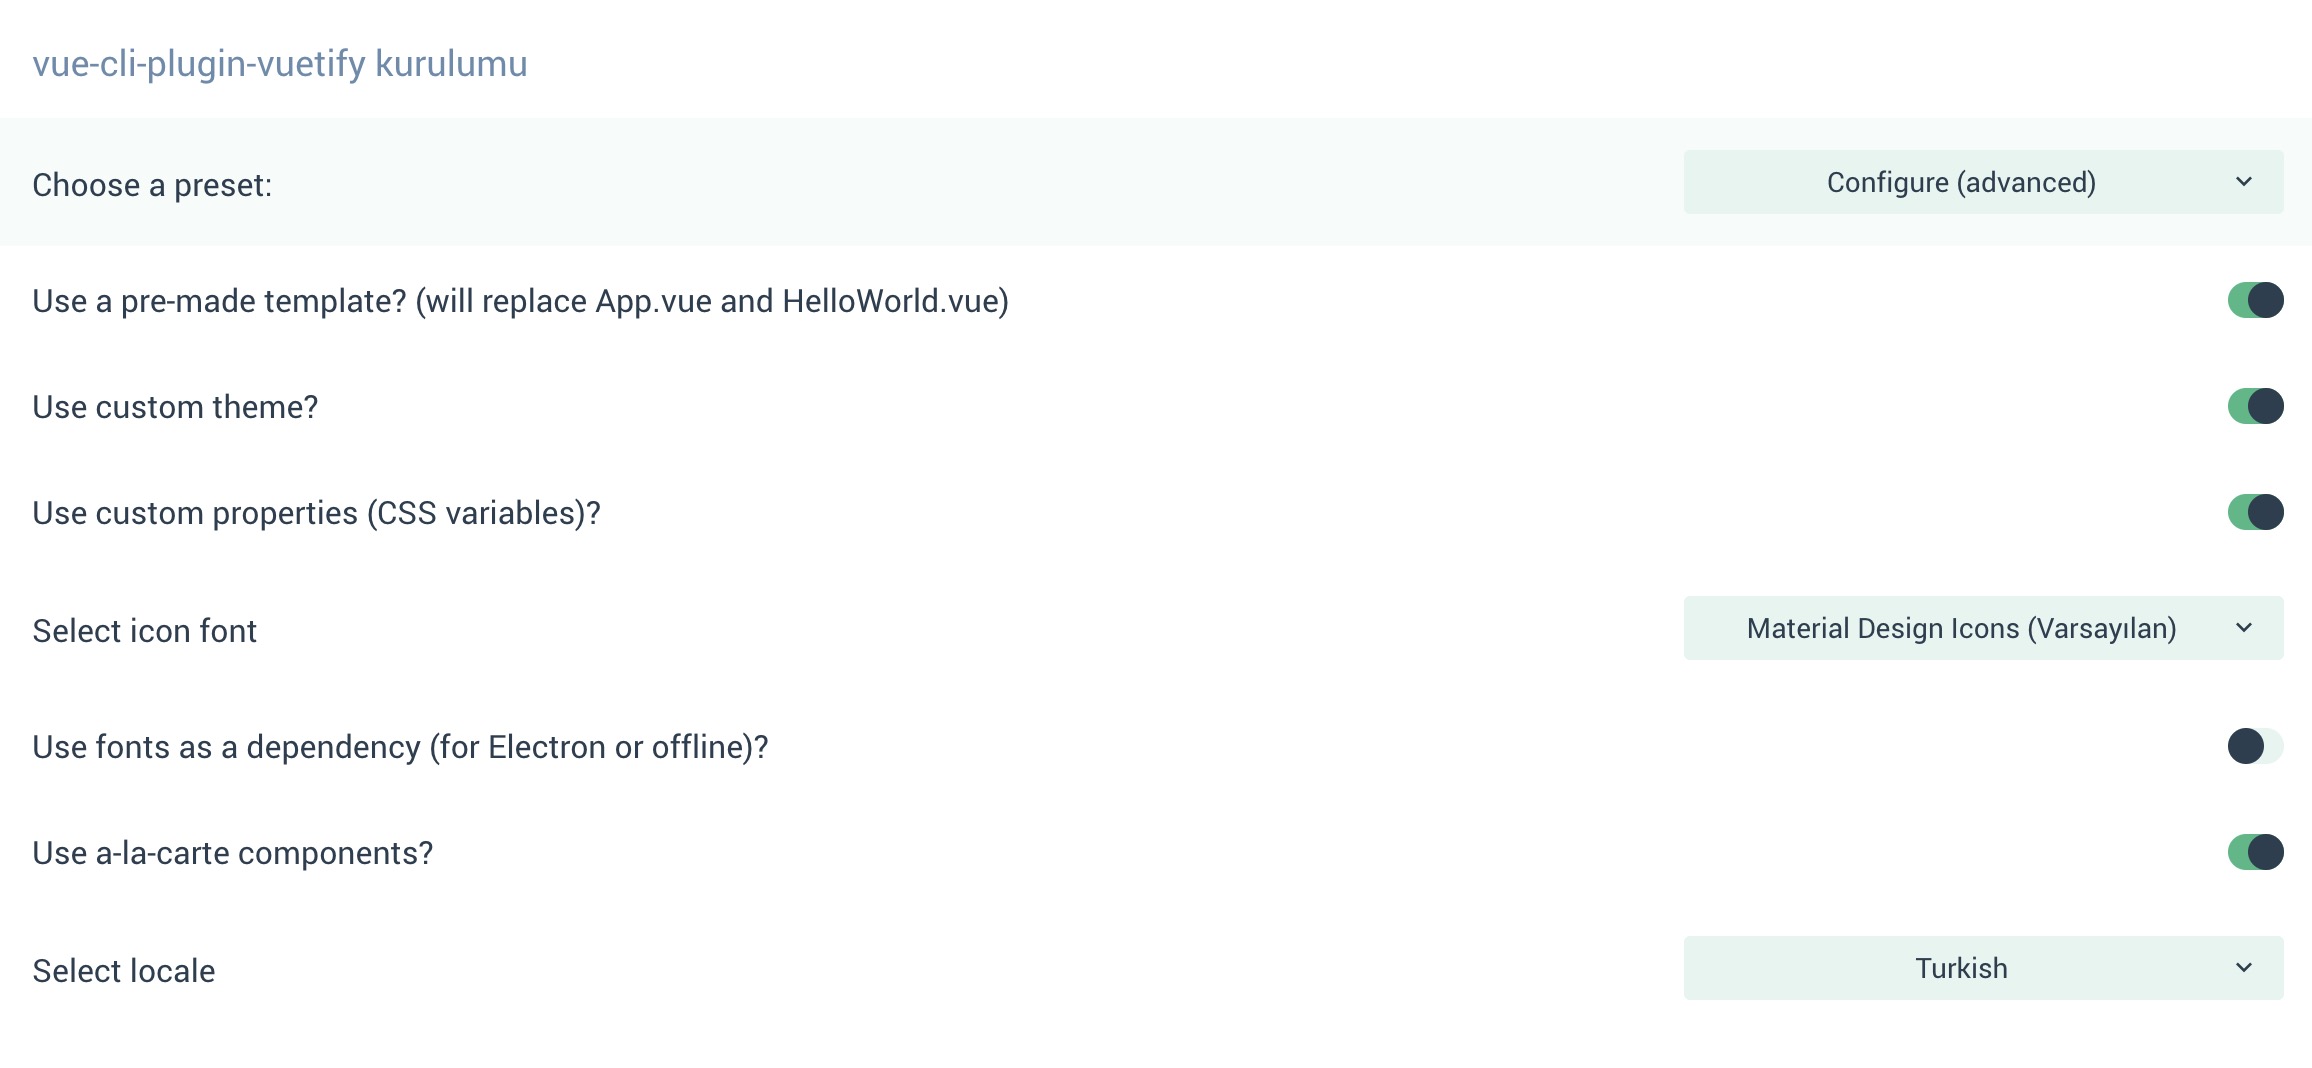 vue-cli-plugin-vuetify kurulumu
Choose a preset:
Configure (advanced)
Use a pre-made template? (will replace App.vue and HelloWorld.vue)
Use custom theme?
Use custom properties (CSS variables)?
Select icon font
Material Design Icons (Varsayılan)
Use fonts as a dependency (for Electron or offline)?
Use a-la-carte components?
Select locale
Turkish